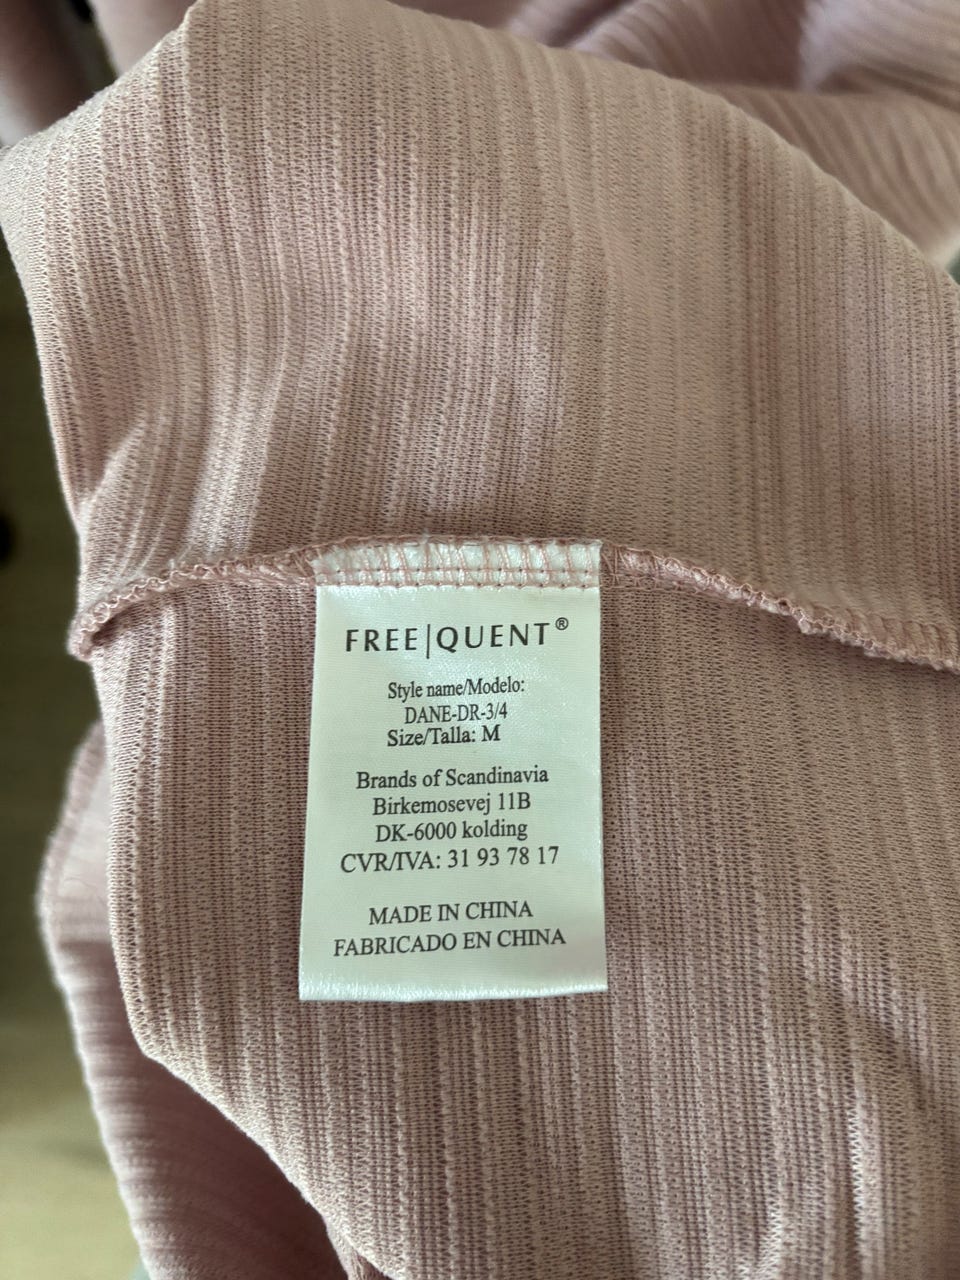 FREE|QUENT®
Style name/Modelo:
DANE-DR-3/4
Size/Talla: M
Brands of Scandinavia
Birkemosevej 11B
DK-6000 kolding
CVR/IVA: 31 93 78 17
MADE IN CHINA
FABRICADO EN CHINA